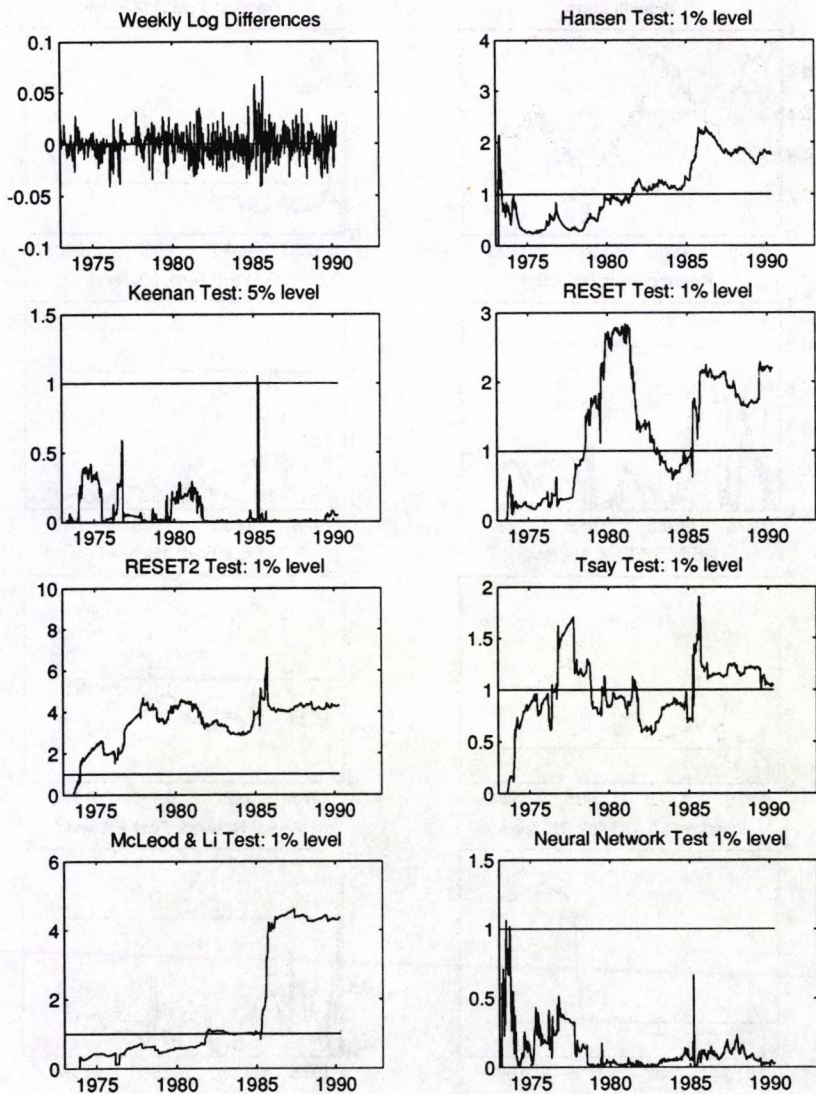 Weekly Log Differences
0.1
0.05
0
-0.05
-0.1
1975 1980 1985 1990
Hansen Test: 1% level
4
3
2
1
0
1975 1980 1985 1990
Keenan Test: 5% level
1.5
1
0.5
0
1975 1980 1985 1990
RESET Test: 1% level
3
2
1
0
1975 1980 1985 1990
RESET2 Test: 1% level
10
8
6
4
2
0
1975 1980 1985 1990
Tsay Test: 1% level
2
1.5
1
0.5
0
1975 1980 1985 1990
McLeod & Li Test: 1% level
6
4
2
0
1975 1980 1985 1990
Neural Network Test 1% level
1.5
1
0.5
0
1975 1980 1985 1990